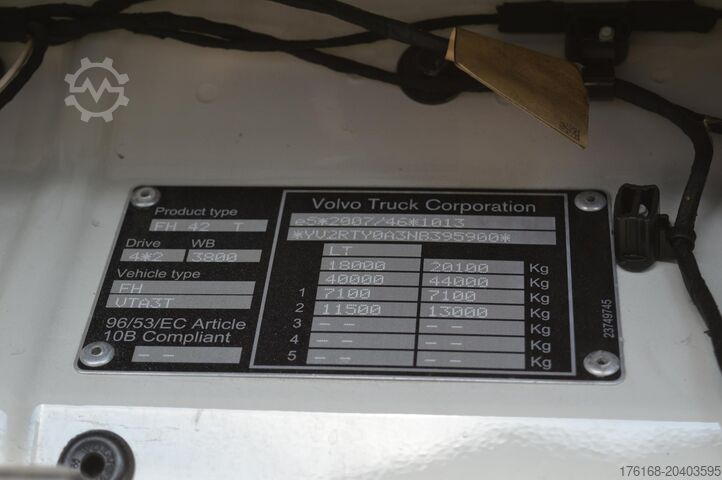 Volvo Truck Corporation
Product type
FH 42 T
Drive WB
4*2 3800
Vehicle type
FH
VTA3T
96/53/EC Article
10B Compliant
-- --
e5*2007/46*1013
*YV2RTY0A3NB395900*
LT
18000 20100 Kg
40000 44000 Kg
1 7100 7100 Kg
2 11500 13000 Kg
3 -- -- -- -- Kg
4 -- -- -- -- Kg
5 -- -- -- -- Kg
23749745
176168-20403595